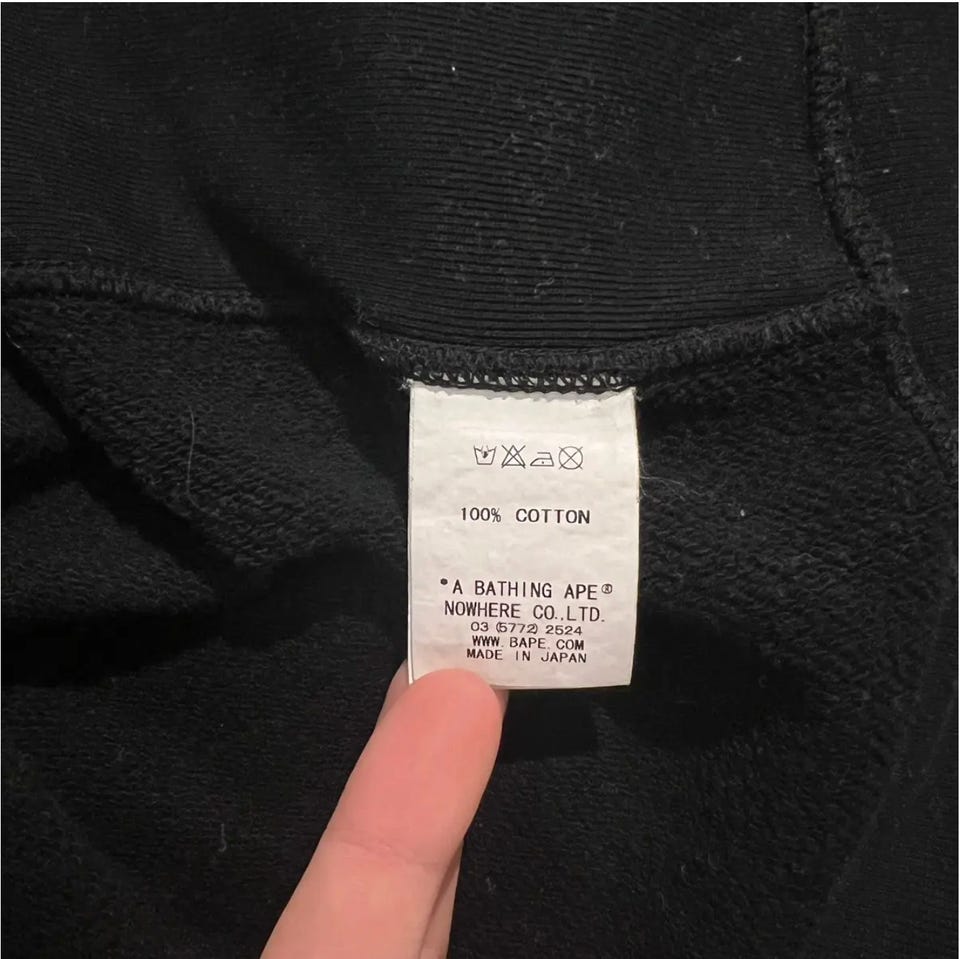 100% COTTON
*A BATHING APE®
NOWHERE CO.,LTD.
03 (5772) 2524
WWW. BAPE. COM
MADE IN JAPAN